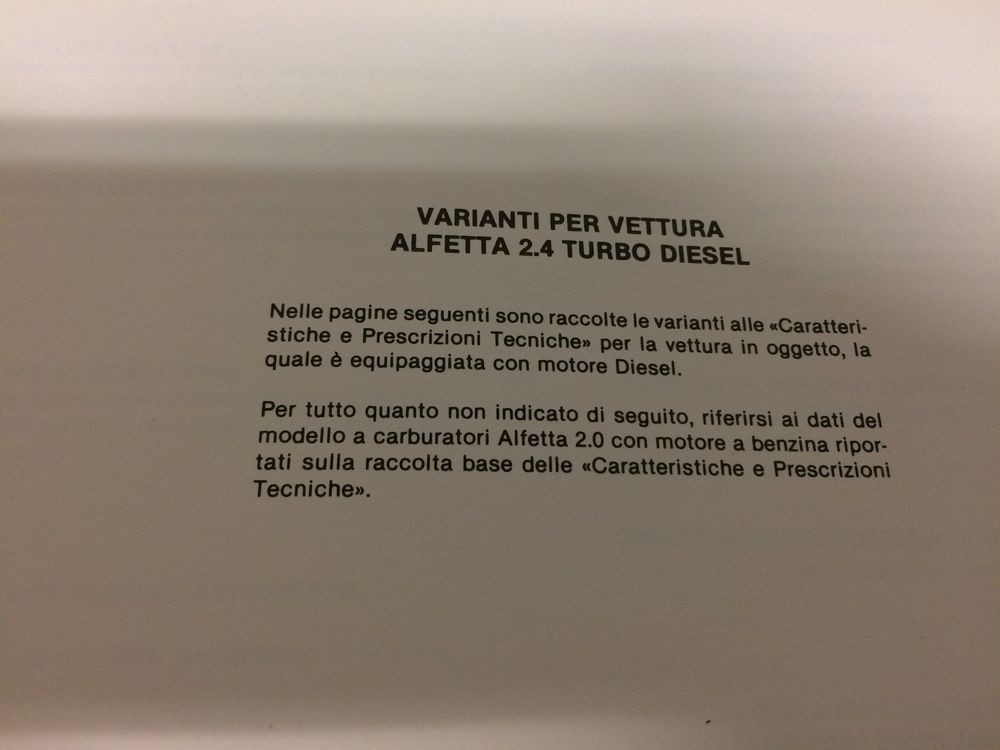 VARIANTI PER VETTURA
ALFETTA 2.4 TURBO DIESEL
Nelle pagine seguenti sono raccolte le varianti alle «Caratteri-
stiche e Prescrizioni Tecniche» per la vettura in oggetto, la
quale è equipaggiata con motore Diesel.
Per tutto quanto non indicato di seguito, riferirsi ai dati del
modello a carburatori Alfetta 2.0 con motore a benzina ripor-
tati sulla raccolta base delle «Caratteristiche e Prescrizioni
Tecniche».